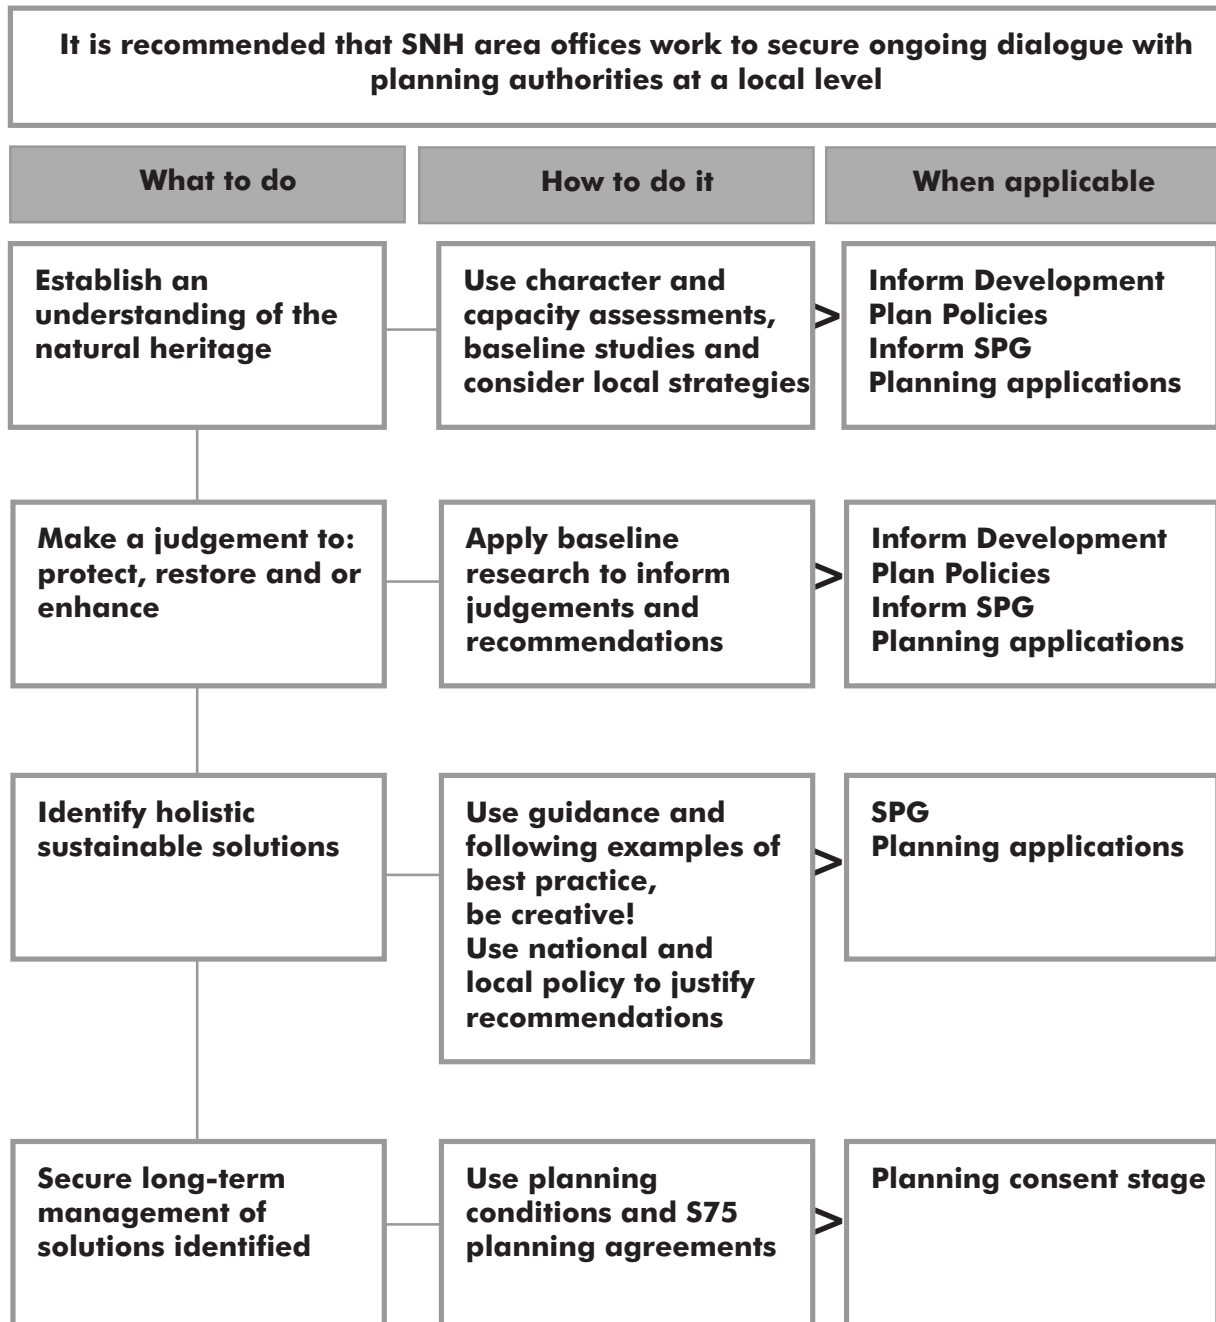 It is recommended that SNH area offices work to secure ongoing dialogue with
planning authorities at a local level
What to do
How to do it
When applicable
Establish an
understanding of the
natural heritage
Use character and
capacity assessments,
baseline studies and
consider local strategies
>
Inform Development
Plan Policies
Inform SPG
Planning applications
Make a judgement to:
protect, restore and or
enhance
Apply baseline
research to inform
judgements and
recommendations
>
Inform Development
Plan Policies
Inform SPG
Planning applications
Identify holistic
sustainable solutions
Use guidance and
following examples of
best practice,
be creative!
Use national and
local policy to justify
recommendations
>
SPG
Planning applications
Secure long-term
management of
solutions identified
Use planning
conditions and S75
planning agreements
>
Planning consent stage